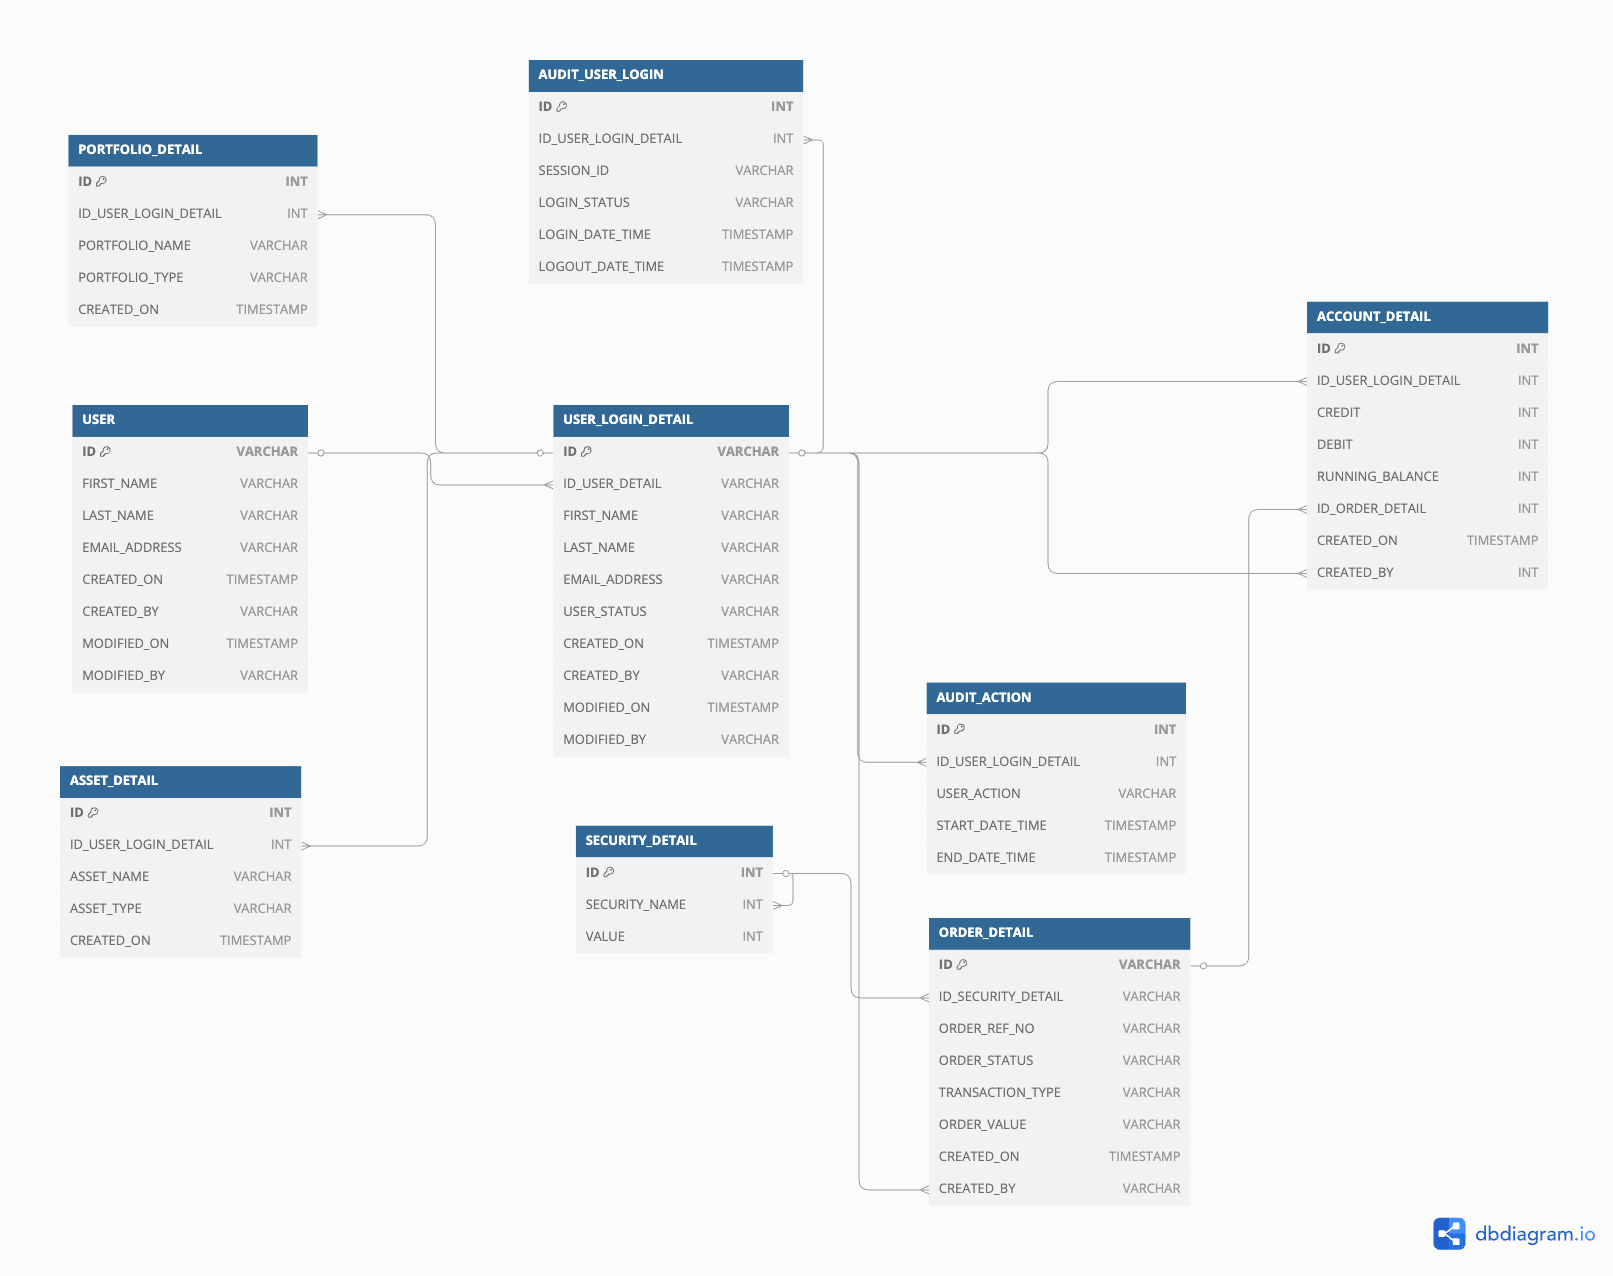 AUDIT_USER_LOGIN
ID INT
ID_USER_LOGIN_DETAIL INT
SESSION_ID VARCHAR
LOGIN_STATUS VARCHAR
LOGIN_DATE_TIME TIMESTAMP
LOGOUT_DATE_TIME TIMESTAMP
PORTFOLIO_DETAIL
ID INT
ID_USER_LOGIN_DETAIL INT
PORTFOLIO_NAME VARCHAR
PORTFOLIO_TYPE VARCHAR
CREATED_ON TIMESTAMP
ACCOUNT_DETAIL
ID INT
ID_USER_LOGIN_DETAIL INT
CREDIT INT
DEBIT INT
RUNNING_BALANCE INT
ID_ORDER_DETAIL INT
CREATED_ON TIMESTAMP
CREATED_BY INT
USER
ID VARCHAR
FIRST_NAME VARCHAR
LAST_NAME VARCHAR
EMAIL_ADDRESS VARCHAR
CREATED_ON TIMESTAMP
CREATED_BY VARCHAR
MODIFIED_ON TIMESTAMP
MODIFIED_BY VARCHAR
USER_LOGIN_DETAIL
ID VARCHAR
ID_USER_DETAIL VARCHAR
FIRST_NAME VARCHAR
LAST_NAME VARCHAR
EMAIL_ADDRESS VARCHAR
USER_STATUS VARCHAR
CREATED_ON TIMESTAMP
CREATED_BY VARCHAR
MODIFIED_ON TIMESTAMP
MODIFIED_BY VARCHAR
AUDIT_ACTION
ID INT
ID_USER_LOGIN_DETAIL INT
USER_ACTION VARCHAR
START_DATE_TIME TIMESTAMP
END_DATE_TIME TIMESTAMP
ASSET_DETAIL
ID INT
ID_USER_LOGIN_DETAIL INT
ASSET_NAME VARCHAR
ASSET_TYPE VARCHAR
CREATED_ON TIMESTAMP
SECURITY_DETAIL
ID INT
SECURITY_NAME INT
VALUE INT
ORDER_DETAIL
ID VARCHAR
ID_SECURITY_DETAIL VARCHAR
ORDER_REF_NO VARCHAR
ORDER_STATUS VARCHAR
TRANSACTION_TYPE VARCHAR
ORDER_VALUE VARCHAR
CREATED_ON TIMESTAMP
CREATED_BY VARCHAR
dbdiagram.io